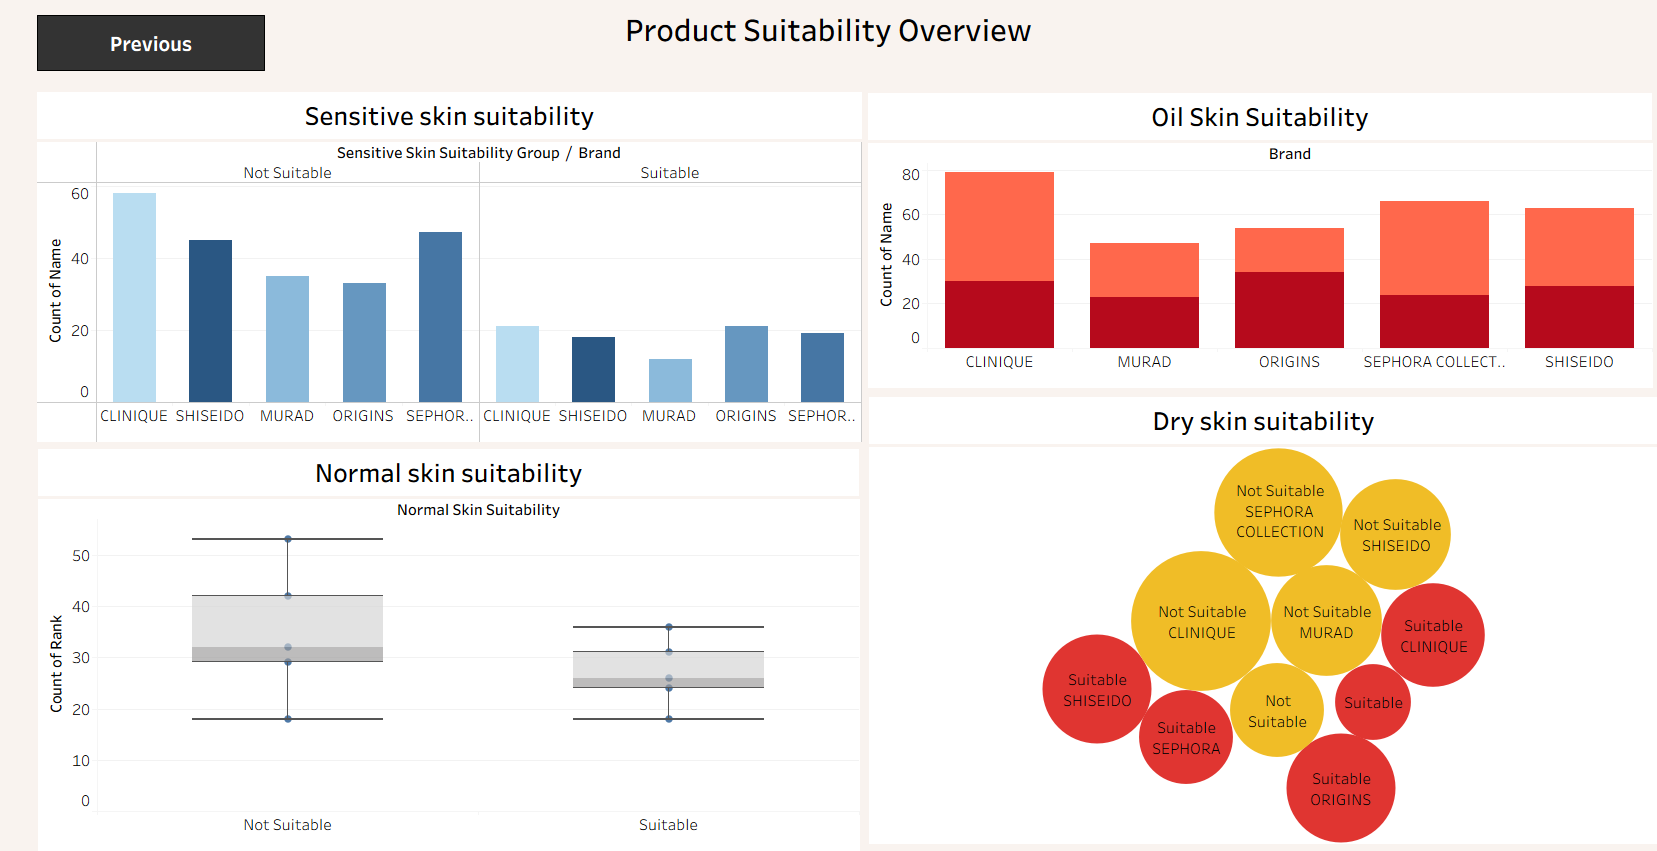 Previous
Product Suitability Overview
Sensitive skin suitability
Sensitive Skin Suitability Group / Brand
Not Suitable
Suitable
Count of Name
60
40
20
0
CLINIQUE
SHISEIDO
MURAD
ORIGINS
SEPHOR..
CLINIQUE
SHISEIDO
MURAD
ORIGINS
SEPHOR..
Oil Skin Suitability
Brand
Count of Name
80
60
40
20
0
CLINIQUE
MURAD
ORIGINS
SEPHORA COLLECT..
SHISEIDO
Normal skin suitability
Normal Skin Suitability
Count of Rank
50
40
30
20
10
0
Not Suitable
Suitable
Dry skin suitability
Not Suitable
SEPHORA
COLLECTION
Not Suitable
SHISEIDO
Not Suitable
CLINIQUE
Not Suitable
MURAD
Suitable
CLINIQUE
Suitable
SHISEIDO
Suitable
SEPHORA
Not
Suitable
Suitable
Suitable
ORIGINS